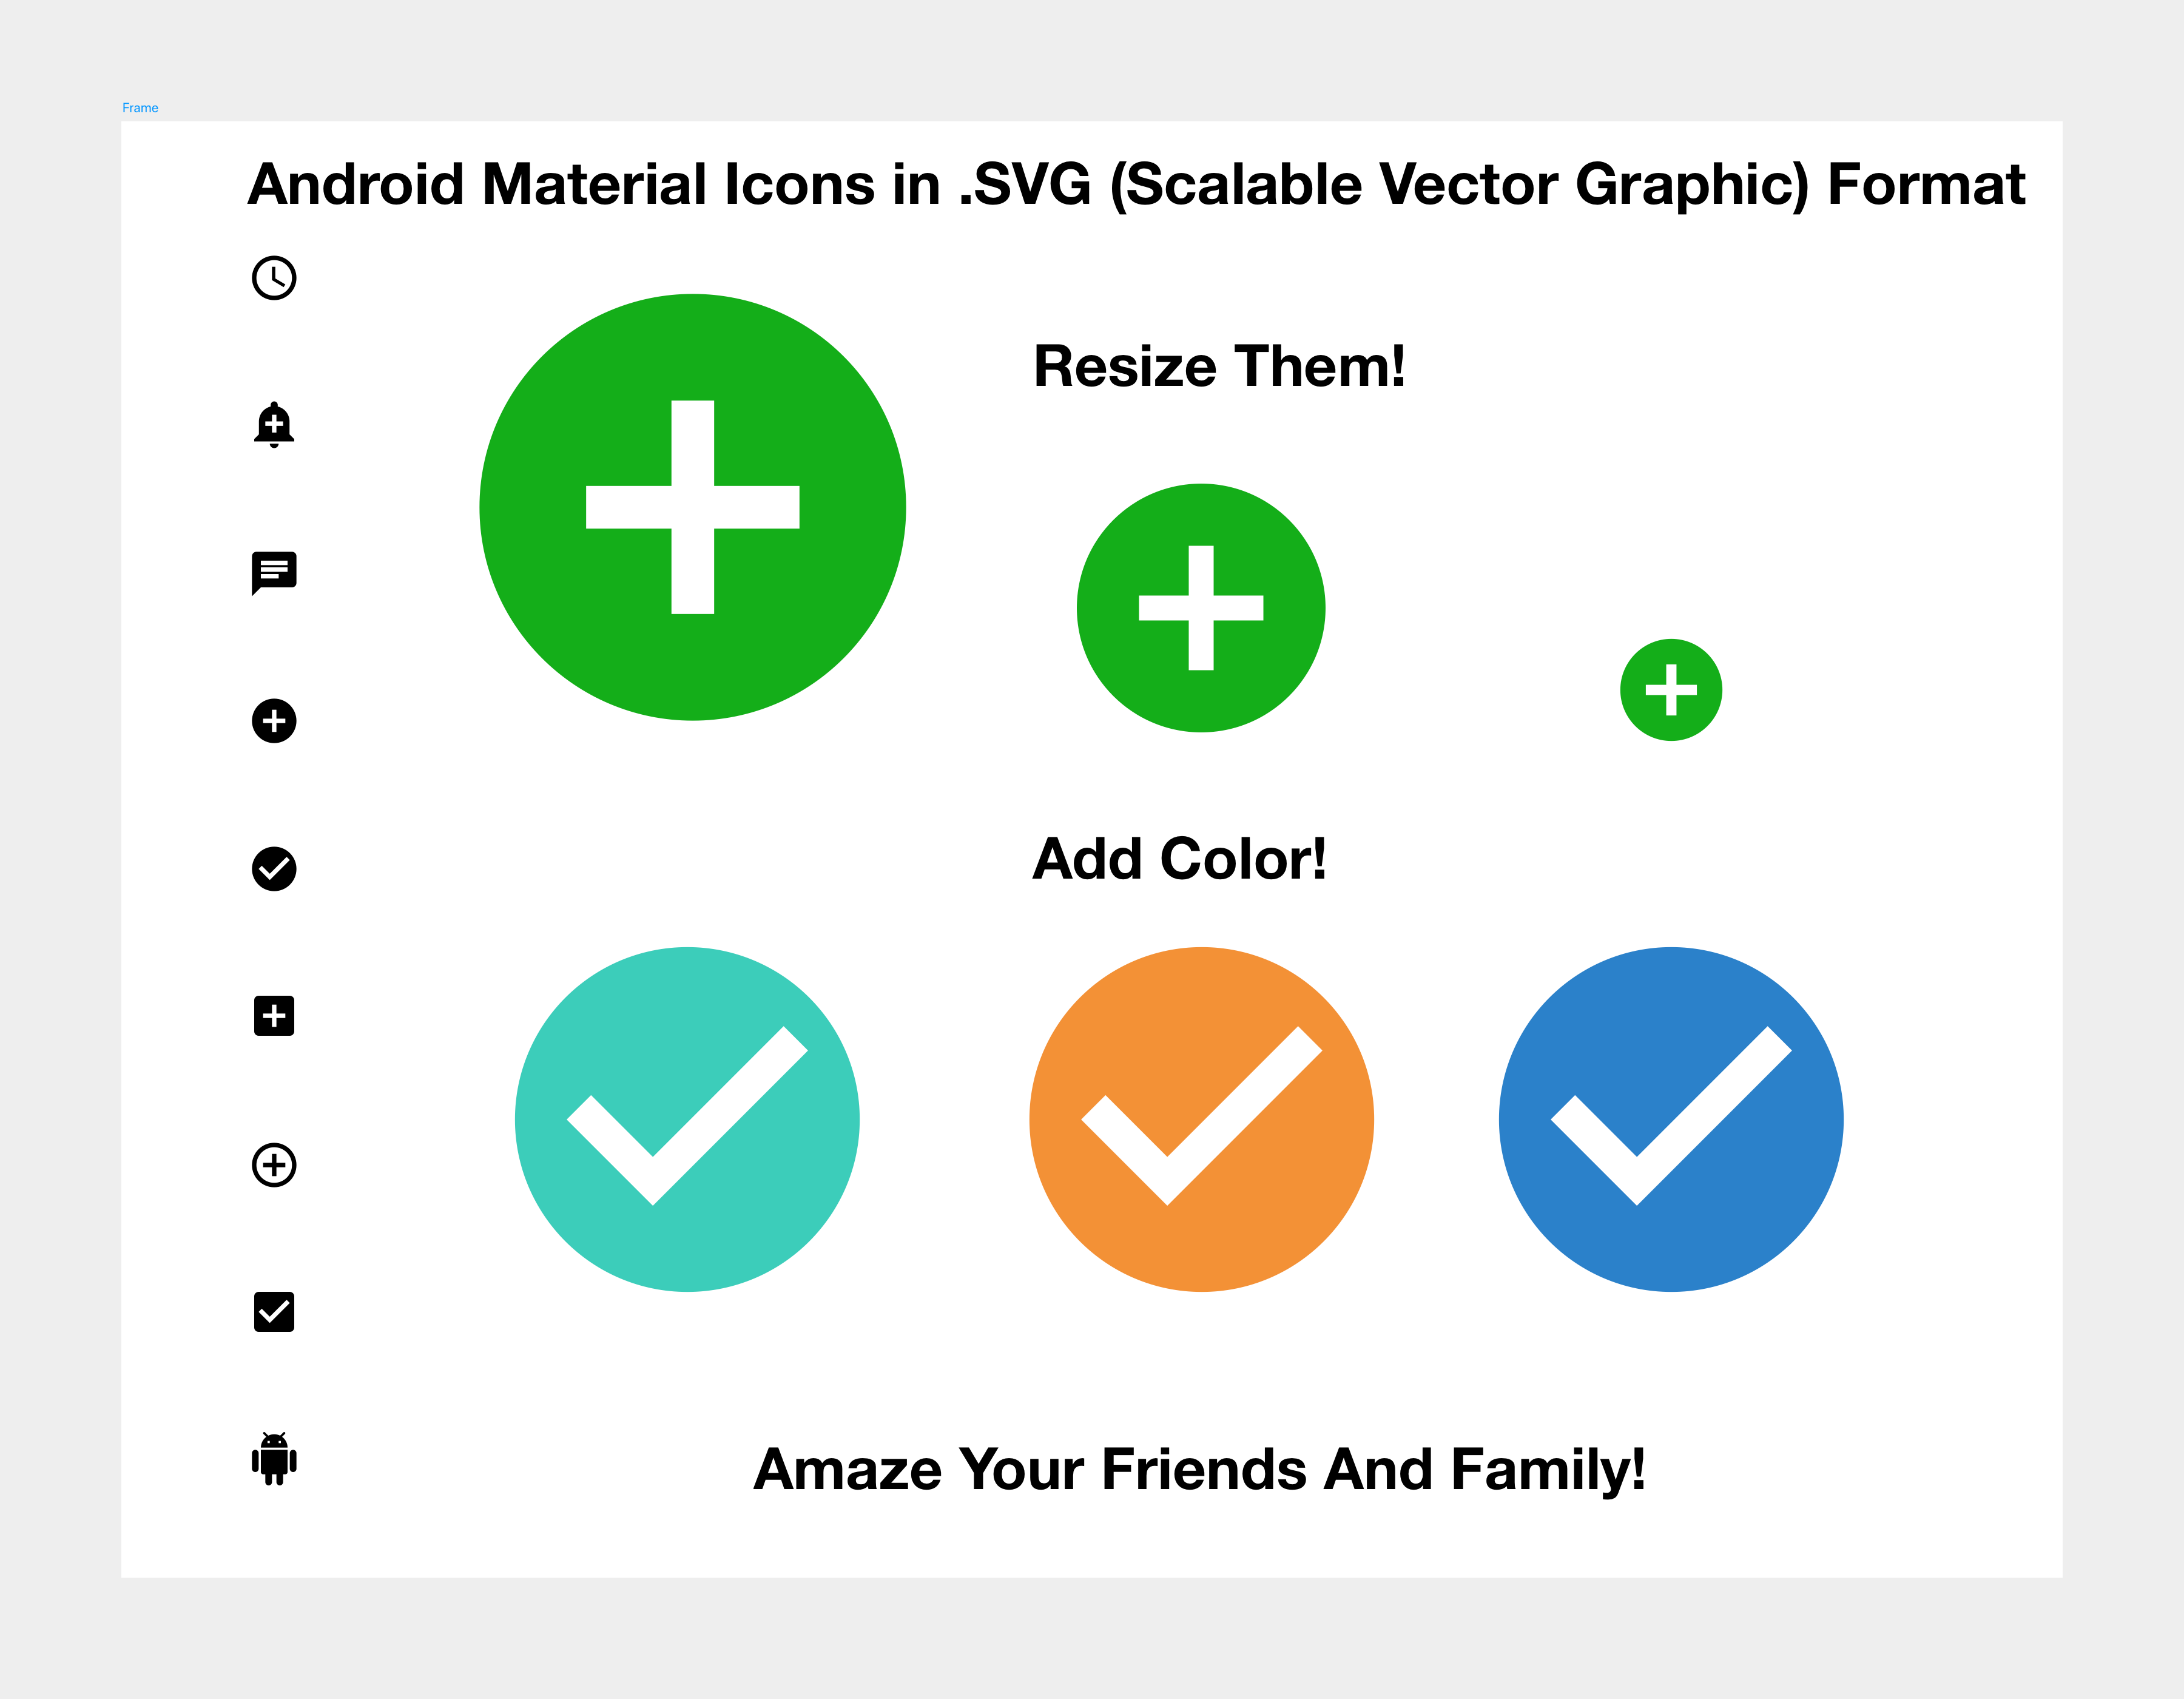 Frame
Android Material Icons in .SVG (Scalable Vector Graphic) Format
Resize Them!
Add Color!
Amaze Your Friends And Family!